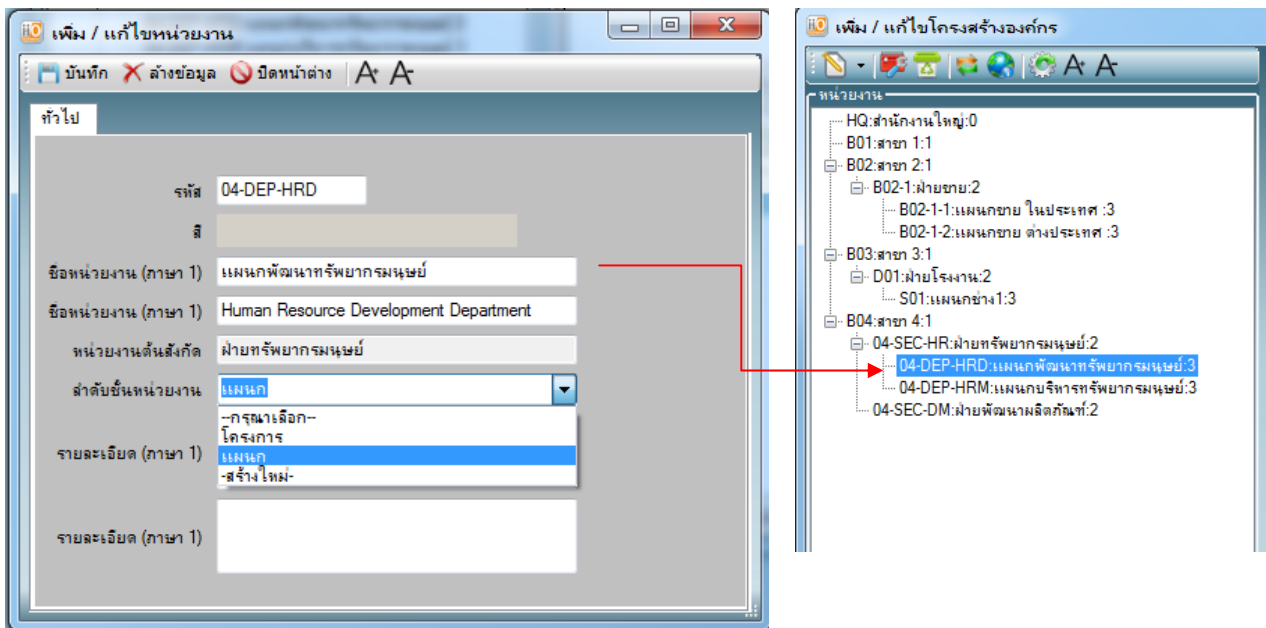 เพิ่ม / แก้ไขหน่วยงาน
บันทึก ล้างข้อมูล ปิดหน้าต่าง A+ A-
ทั่วไป
รหัส 04-DEP-HRD
สี
ชื่อหน่วยงาน (ภาษา 1) แผนกพัฒนาทรัพยากรมนุษย์
ชื่อหน่วยงาน (ภาษา 1) Human Resource Development Department
หน่วยงานต้นสังกัด ฝ่ายทรัพยากรมนุษย์
ลำดับชั้นหน่วยงาน แผนก
--กรุณาเลือก--
โครงการ
แผนก
-สร้างใหม่-
รายละเอียด (ภาษา 1)
รายละเอียด (ภาษา 1)
เพิ่ม / แก้ไขโครงสร้างองค์กร
A+ A-
หน่วยงาน
HQ:สำนักงานใหญ่:0
B01:สาขา 1:1
B02:สาขา 2:1
B02-1:ฝ่ายขาย:2
B02-1-1:แผนกขาย ในประเทศ :3
B02-1-2:แผนกขาย ต่างประเทศ :3
B03:สาขา 3:1
D01:ฝ่ายโรงงาน:2
S01:แผนกช่าง1:3
B04:สาขา 4:1
04-SEC-HR:ฝ่ายทรัพยากรมนุษย์:2
04-DEP-HRD:แผนกพัฒนาทรัพยากรมนุษย์:3
04-DEP-HRM:แผนกบริหารทรัพยากรมนุษย์:3
04-SEC-DM:ฝ่ายพัฒนาผลิตภัณฑ์:2